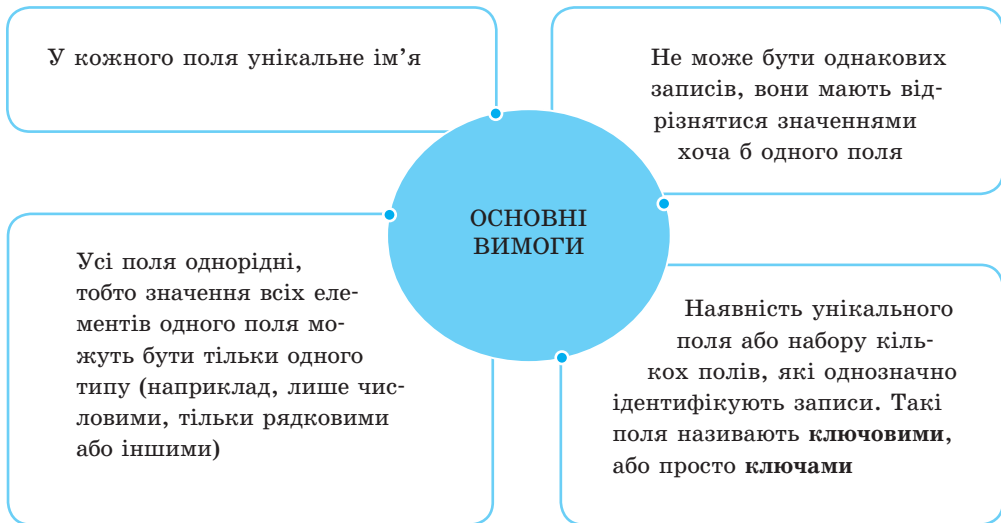 У кожного поля унікальне ім’я
Не може бути однакових
записів, вони мають від-
різнятися значеннями
хоча б одного поля
ОСНОВНІ
ВИМОГИ
Усі поля однорідні,
тобто значення всіх еле-
ментів одного поля мо-
жуть бути тільки одного
типу (наприклад, лише чис-
ловими, тільки рядковими
або іншими)
Наявність унікального
поля або набору кіль-
кох полів, які однозначно
ідентифікують записи. Такі
поля називають ключовими,
або просто ключами